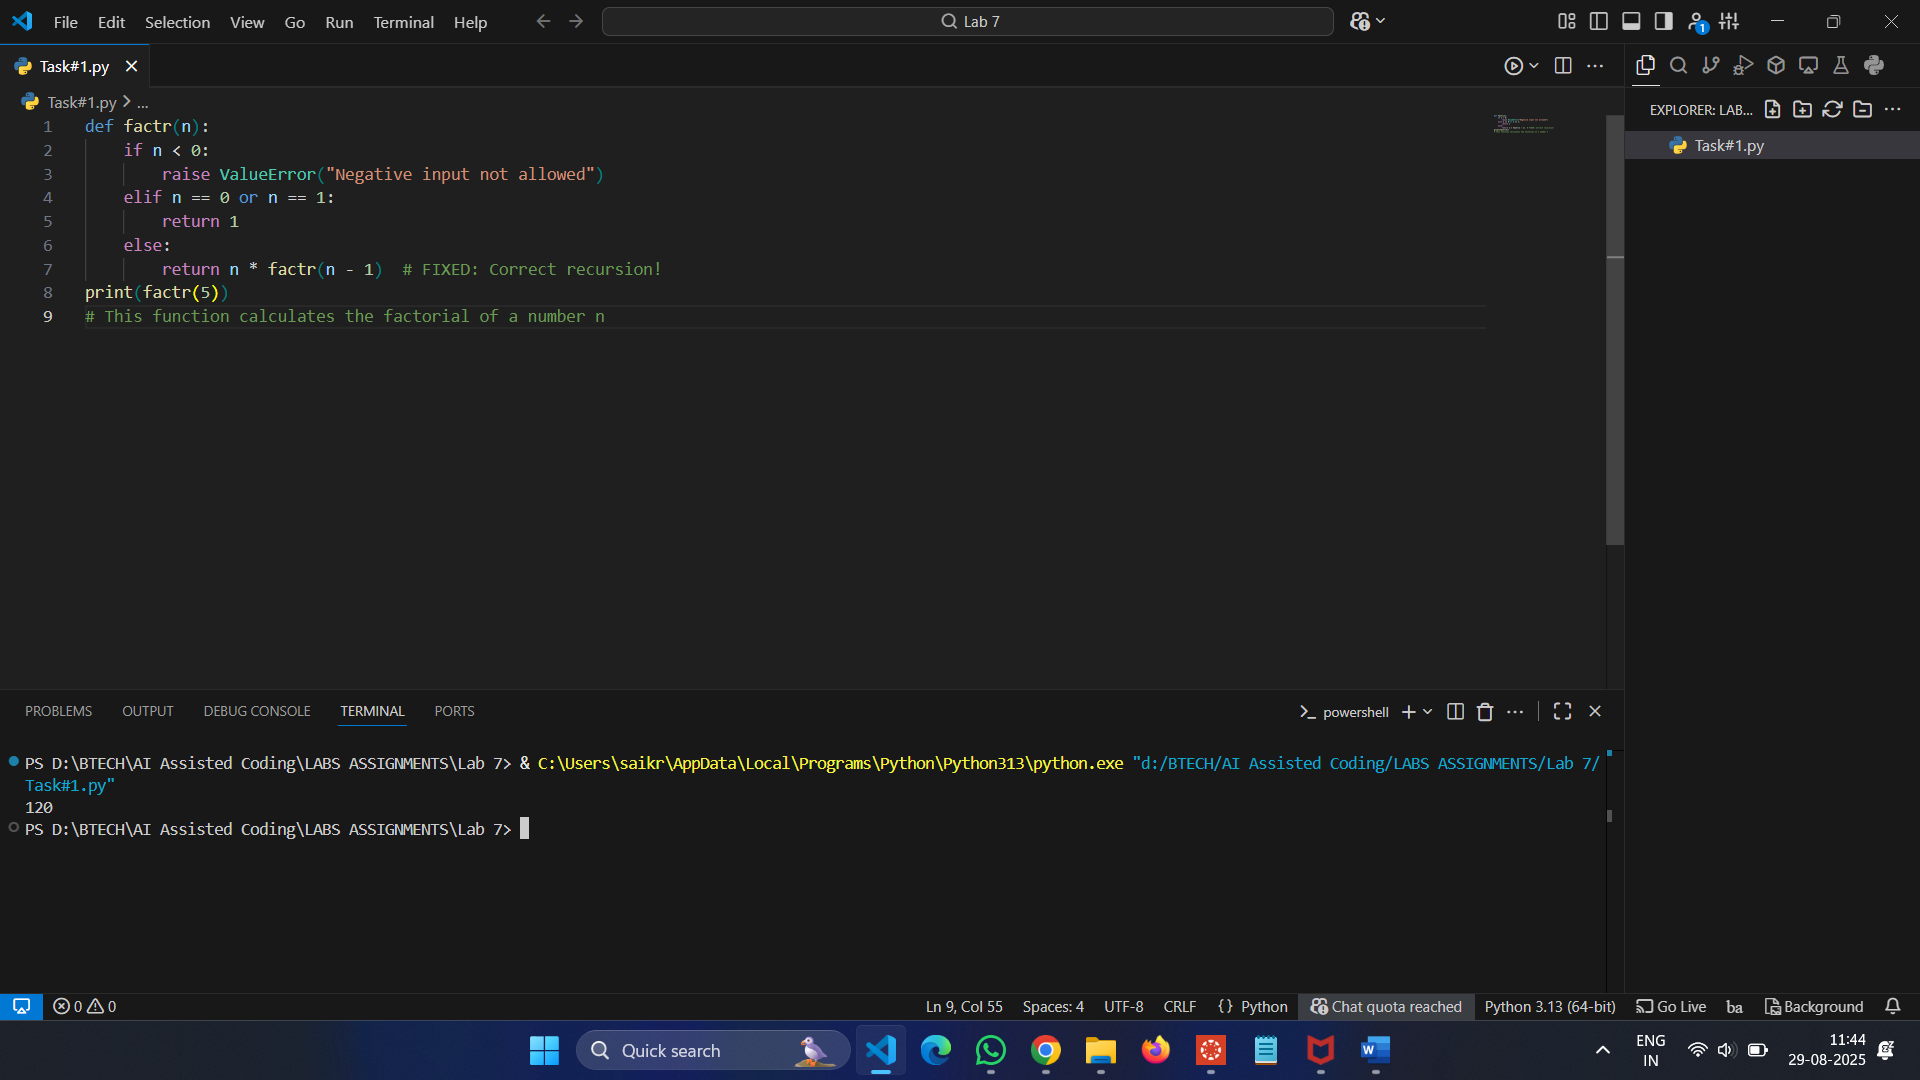 File Edit Selection View Go Run Terminal Help
Lab 7
Task#1.py
Task#1.py > ...
1 def factr(n):
2     if n < 0:
3         raise ValueError("Negative input not allowed")
4     elif n == 0 or n == 1:
5         return 1
6     else:
7         return n * factr(n - 1)  # FIXED: Correct recursion!
8 print(factr(5))
9 # This function calculates the factorial of a number n
EXPLORER: LAB...
Task#1.py
PROBLEMS OUTPUT DEBUG CONSOLE TERMINAL PORTS
powershell
PS D:\BTECH\AI Assisted Coding\LABS ASSIGNMENTS\Lab 7> & C:\Users\saikr\AppData\Local\Programs\Python\Python313\python.exe "d:/BTECH/AI Assisted Coding/LABS ASSIGNMENTS/Lab 7/
Task#1.py"
120
PS D:\BTECH\AI Assisted Coding\LABS ASSIGNMENTS\Lab 7>
0 0 Ln 9, Col 55 Spaces: 4 UTF-8 CRLF {} Python Chat quota reached Python 3.13 (64-bit) Go Live ba Background
Quick search
ENG
IN
11:44
29-08-2025
1